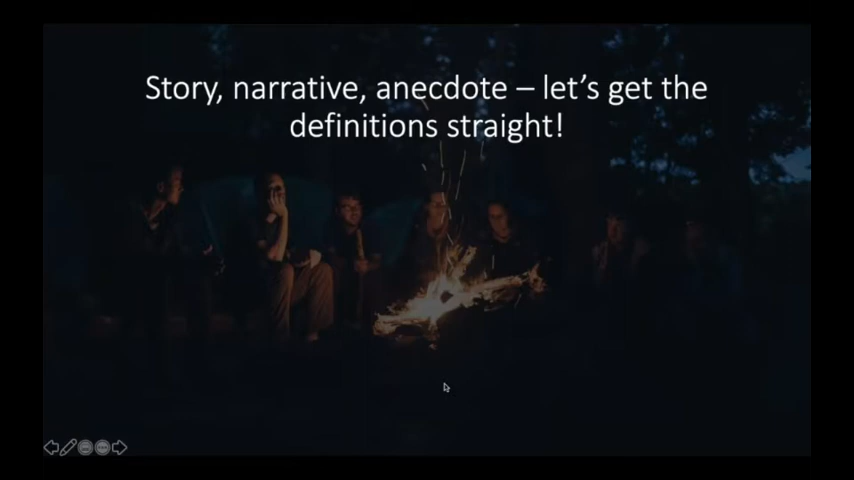 Story, narrative, anecdote – let's get the
definitions straight!